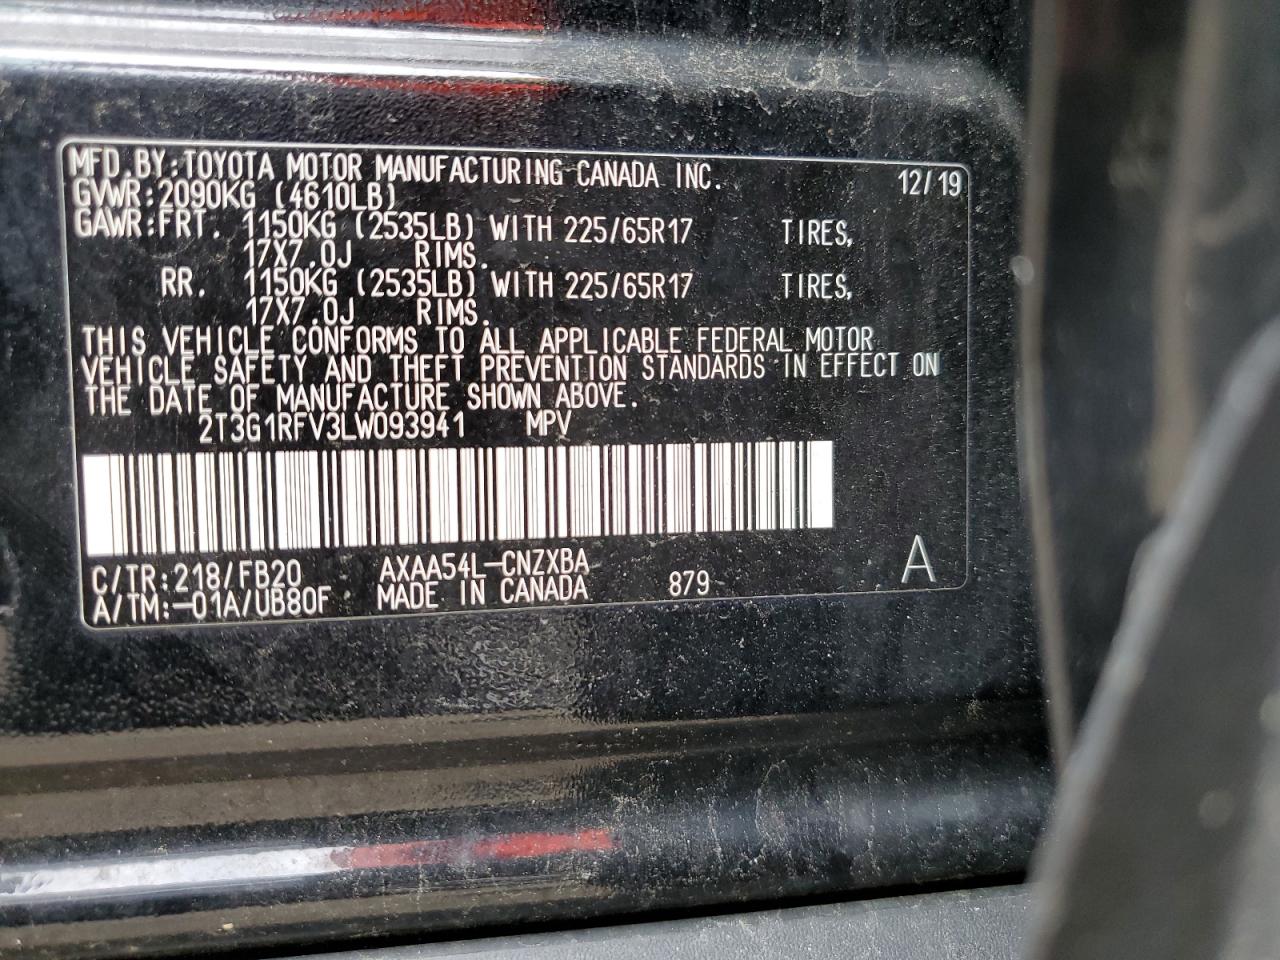 MFD.BY:TOYOTA MOTOR MANUFACTURING CANADA INC. 12/19
GVWR:2090KG (4610LB)
GAWR:FRT. 1150KG (2535LB) WITH 225/65R17 TIRES,
17X7.0J RIMS.
RR. 1150KG (2535LB) WITH 225/65R17 TIRES,
17X7.0J RIMS.
THIS VEHICLE CONFORMS TO ALL APPLICABLE FEDERAL MOTOR
VEHICLE SAFETY AND THEFT PREVENTION STANDARDS IN EFFECT ON
THE DATE OF MANUFACTURE SHOWN ABOVE.
2T3G1RFV3LW093941 MPV
C/TR:218/FB20 AXAA54L-CNZXBA
A/TM:-01A/UB80F MADE IN CANADA 879 A